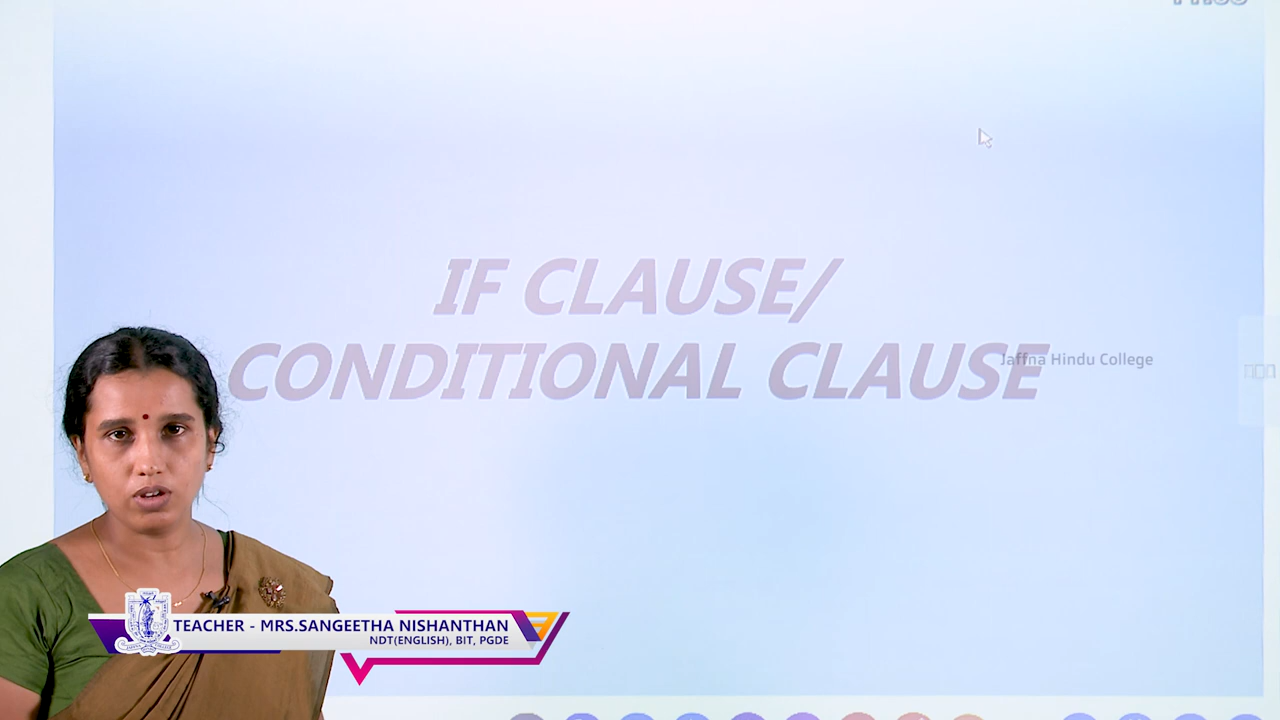 IF CLAUSE/
CONDITIONAL CLAUSE
Jaffna Hindu College
TEACHER - MRS.SANGEETHA NISHANTHAN
NDT(ENGLISH), BIT, PGDE